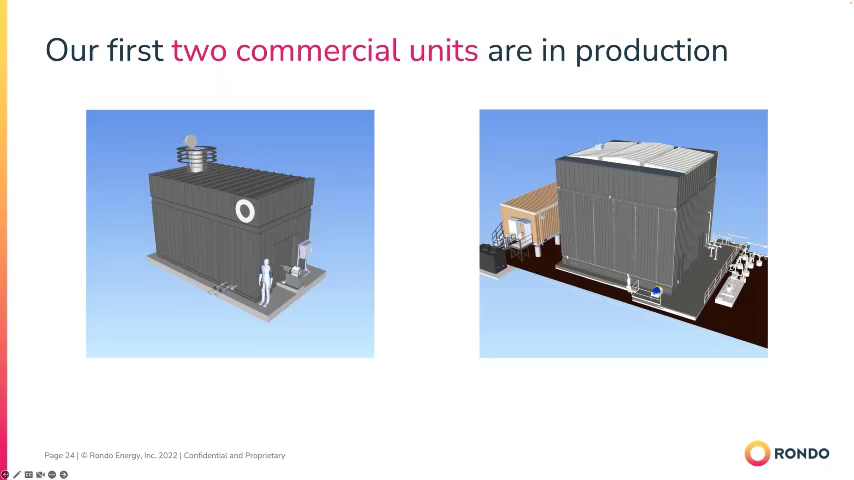 Our first two commercial units are in production
Page 24 | © Rondo Energy, Inc. 2022 | Confidential and Proprietary
RONDO